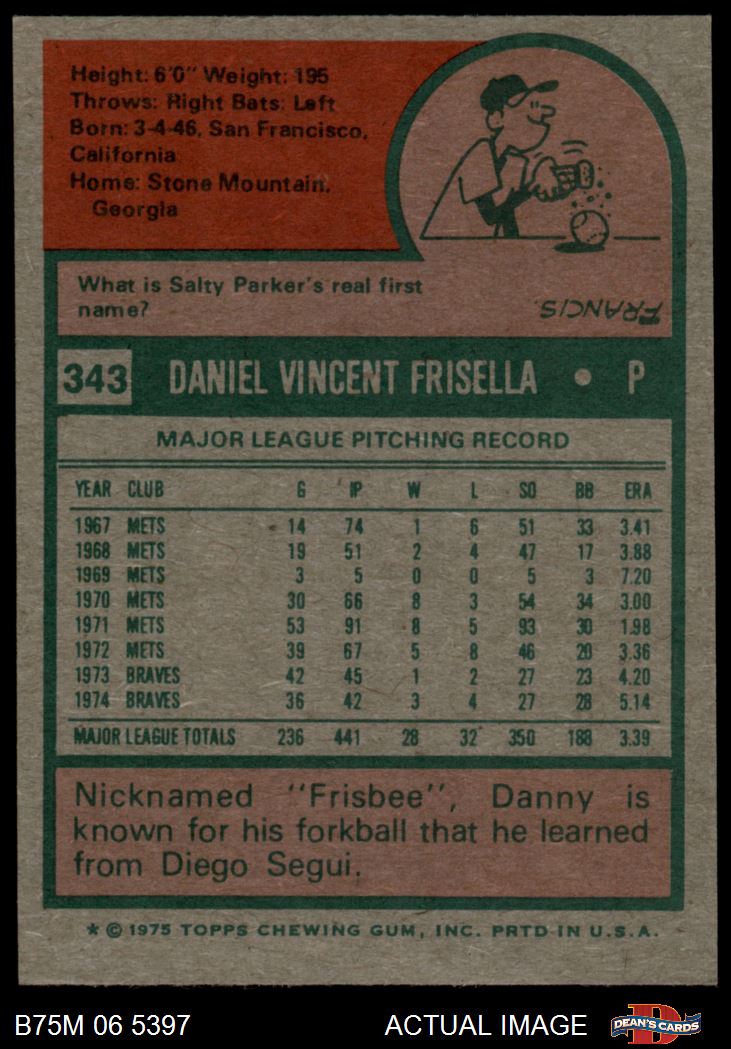 Height: 6'0" Weight: 195
Throws: Right Bats: Left
Born: 3-4-46, San Francisco,
California
Home: Stone Mountain,
Georgia
What is Salty Parker's real first
name?
FRANCIS.
343 DANIEL VINCENT FRISELLA • P
MAJOR LEAGUE PITCHING RECORD
YEAR CLUB G IP W L SO BB ERA
1967 METS 14 74 1 6 51 33 3.41
1968 METS 19 51 2 4 47 17 3.88
1969 METS 3 5 0 0 5 3 7.20
1970 METS 30 66 8 3 54 34 3.00
1971 METS 53 91 8 5 93 30 1.98
1972 METS 39 67 5 8 46 20 3.36
1973 BRAVES 42 45 1 2 27 23 4.20
1974 BRAVES 36 42 3 4 27 28 5.14
MAJOR LEAGUE TOTALS 236 441 28 32 350 188 3.39
Nicknamed "Frisbee", Danny is
known for his forkball that he learned
from Diego Segui.
* © 1975 TOPPS CHEWING GUM, INC. PRTD IN U.S.A.
B75M 06 5397 ACTUAL IMAGE DEAN'S CARDS